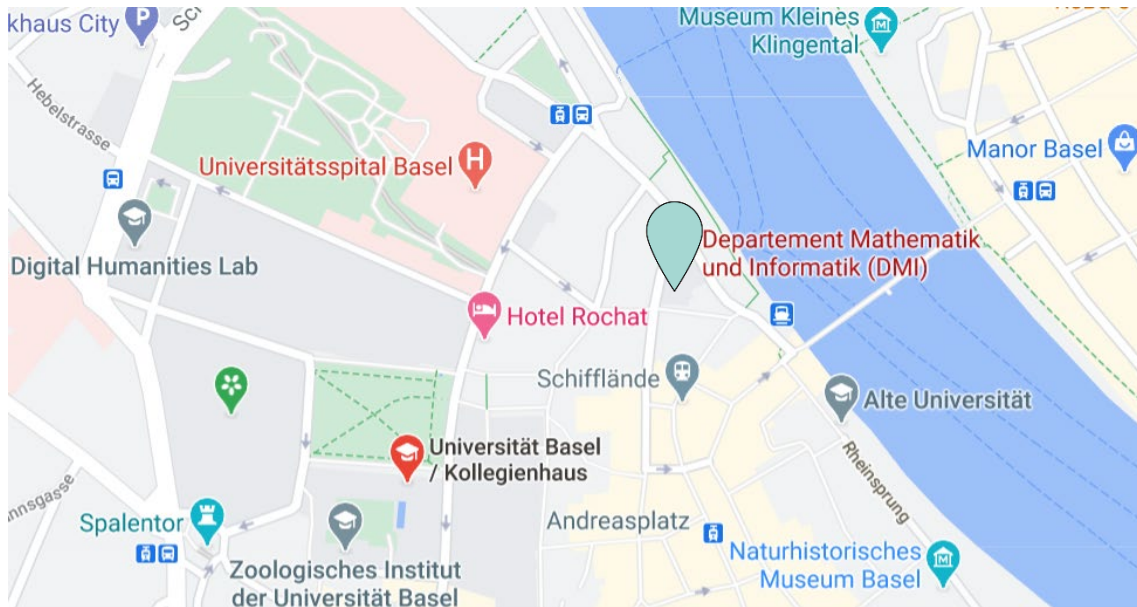 khaus City
Museum Kleines
Klingental
Hebelstrasse
Universitätsspital Basel
Manor Basel
Departement Mathematik
und Informatik (DMI)
Digital Humanities Lab
Hotel Rochat
Schifflände
Alte Universität
Universität Basel
/ Kollegienhaus
Rheinsprung
nnsgasse
Spalentor
Andreasplatz
Naturhistorisches
Museum Basel
Zoologisches Institut
der Universität Basel